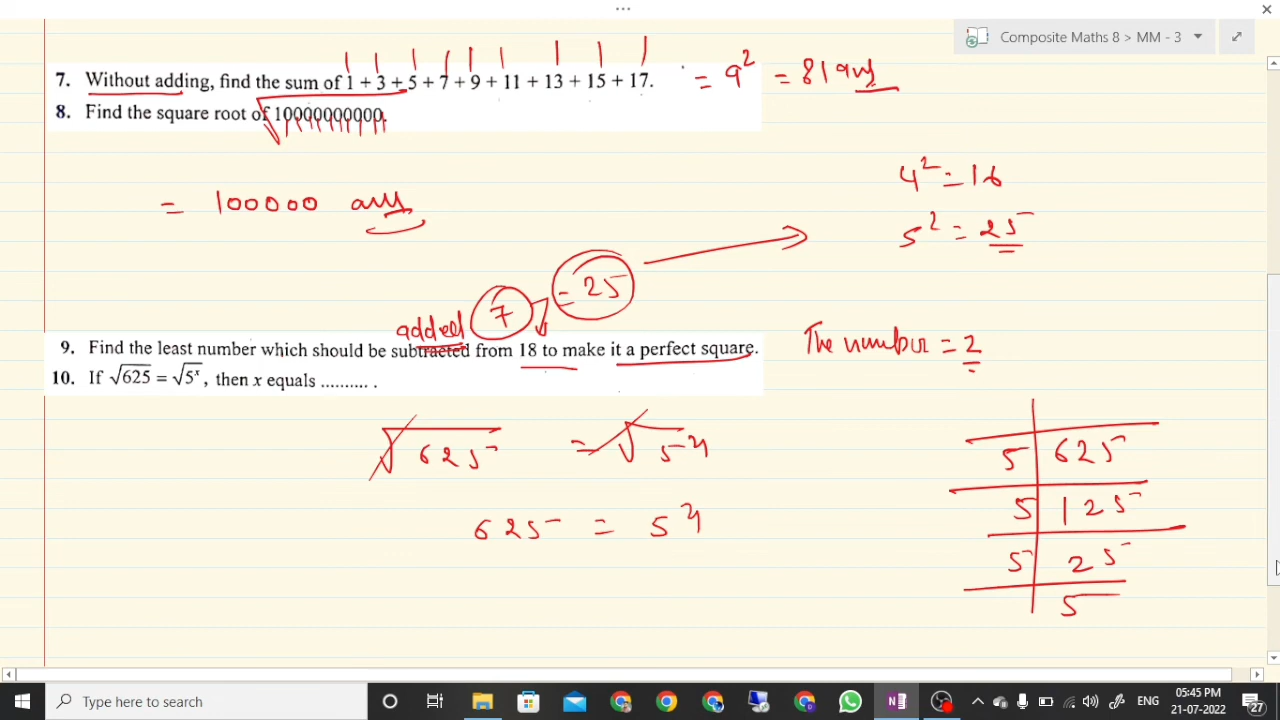 Composite Maths 8 > MM - 3
7. Without adding, find the sum of 1 + 3 + 5 + 7 + 9 + 11 + 13 + 15 + 17. = 9² = 81 ans
8. Find the square root of 10000000000.
= 100000 ans
4² = 16
5² = 25
added 7 = 25
9. Find the least number which should be subtracted from 18 to make it a perfect square.
The number = 2
10. If √625 = √5ˣ, then x equals .......... .
√625 = √5ˣ
625 = 5ˣ
5 | 625
5 | 125
5 | 25
5
Type here to search
ENG
05:45 PM
21-07-2022
27